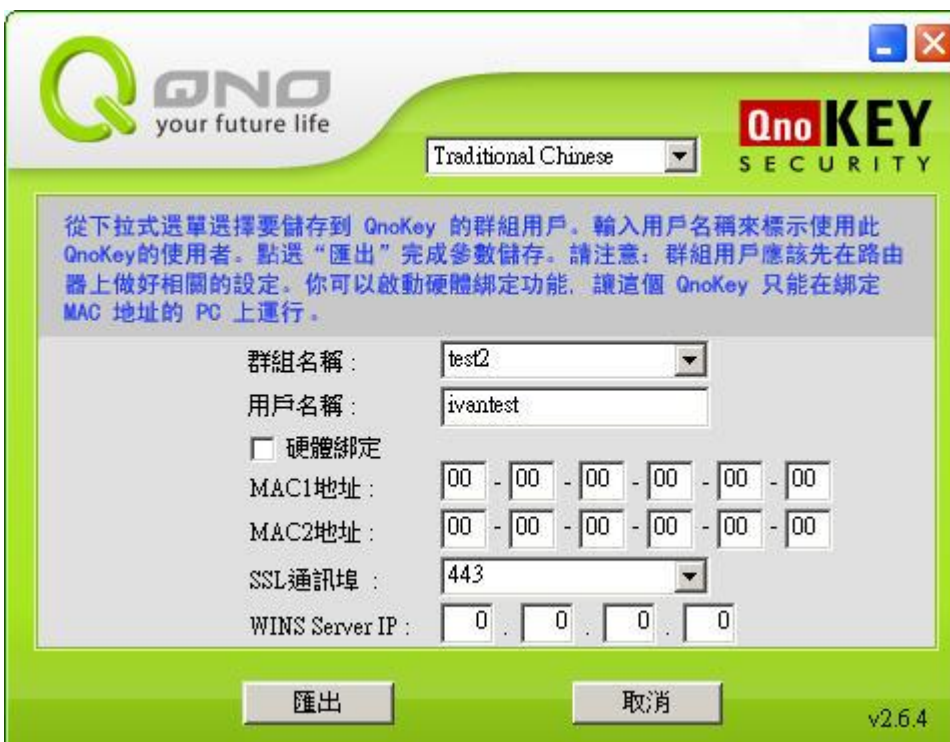 QNO
your future life
Qno KEY
SECURITY
Traditional Chinese
從下拉式選單選擇要儲存到 QnoKey 的群組用戶。輸入用戶名稱來標示使用此
QnoKey的使用者。點選“匯出”完成參數儲存。請注意: 群組用戶應該先在路由
器上做好相關的設定。你可以啟動硬體綁定功能, 讓這個 QnoKey 只能在綁定
MAC 地址的 PC 上運行。
群組名稱 : test2
用戶名稱 : ivantest
硬體綁定
MAC1地址 : 00 - 00 - 00 - 00 - 00 - 00
MAC2地址 : 00 - 00 - 00 - 00 - 00 - 00
SSL通訊埠 : 443
WINS Server IP : 0 . 0 . 0 . 0
匯出 取消
v2.6.4